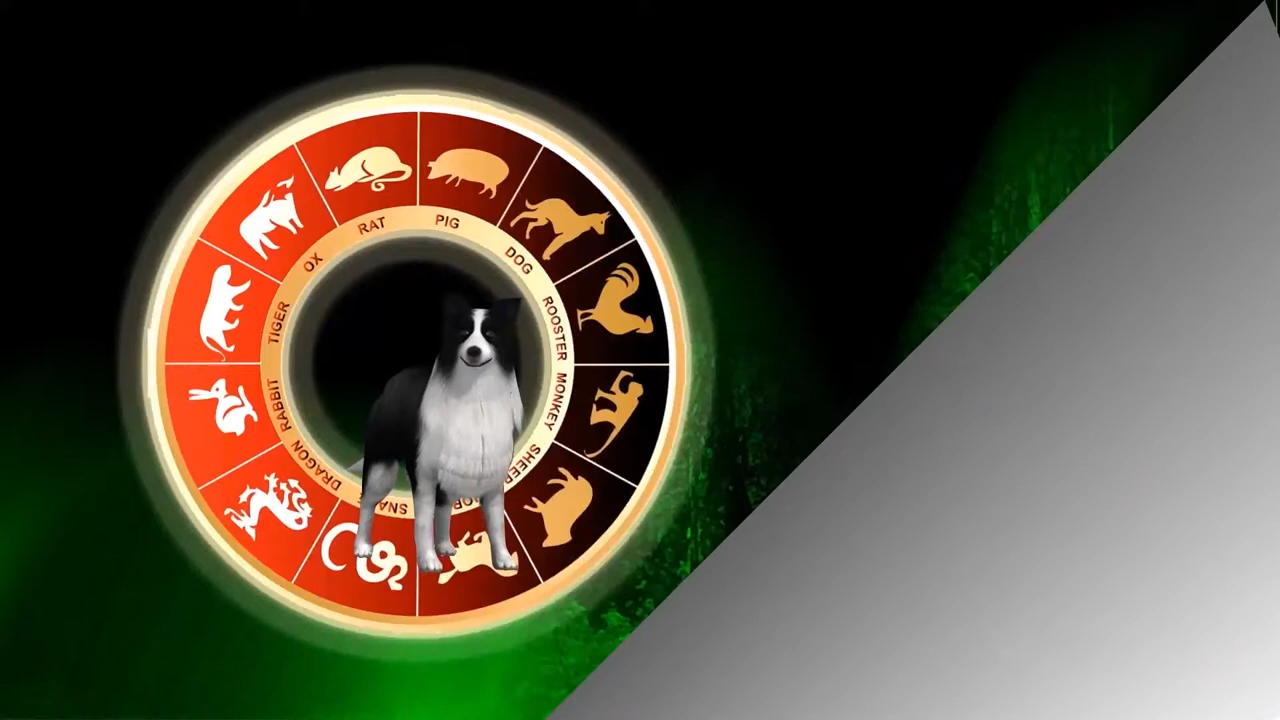 RAT
PIG
DOG
ROOSTER
MONKEY
SHEEP
SNAKE
DRAGON
RABBIT
TIGER
OX